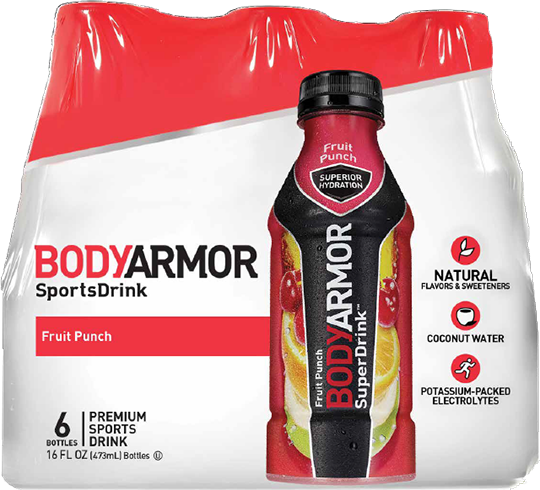 BODYARMOR
SportsDrink
Fruit Punch
6
BOTTLES
PREMIUM
SPORTS
DRINK
16 FL OZ (473mL) Bottles Ⓤ
Fruit
Punch
SUPERIOR
HYDRATION
Fruit Punch
BODYARMOR
SuperDrink™
NATURAL
FLAVORS & SWEETENERS
COCONUT WATER
POTASSIUM-PACKED
ELECTROLYTES